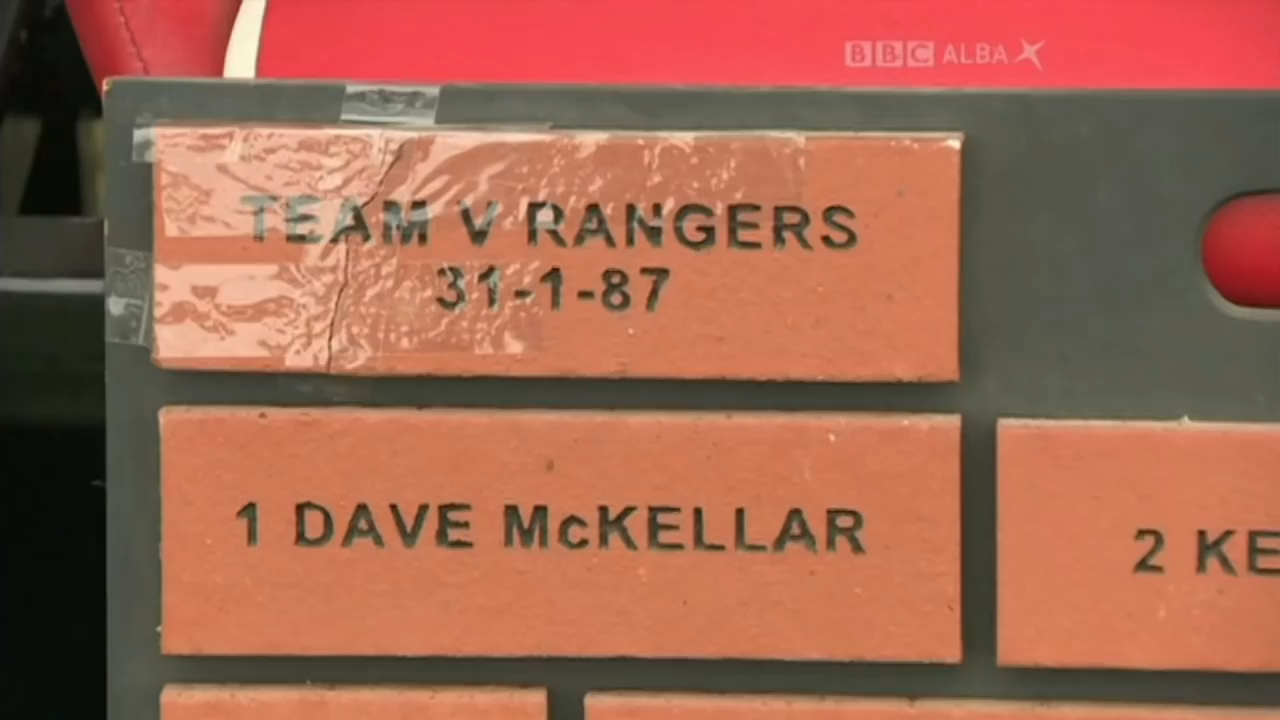 BBC ALBA
TEAM V RANGERS
31-1-87
1 DAVE McKELLAR
2 KE